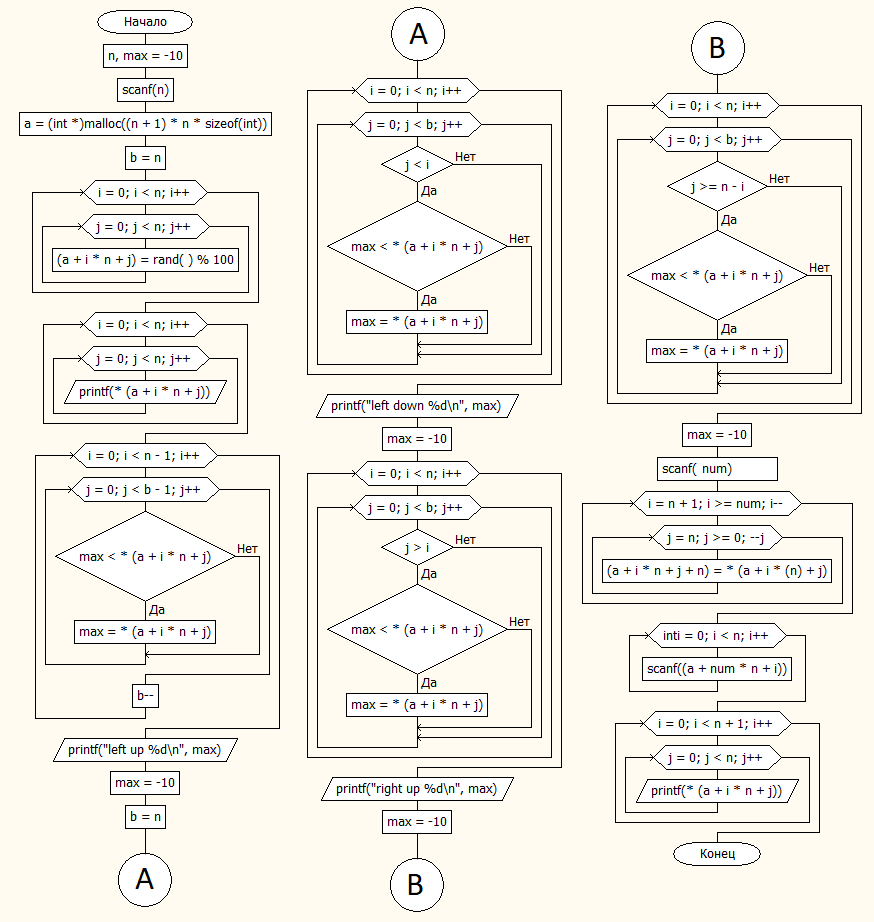 Начало
n, max = -10
scanf(n)
a = (int *)malloc((n + 1) * n * sizeof(int))
b = n
i = 0; i < n; i++
j = 0; j < n; j++
(a + i * n + j) = rand( ) % 100
i = 0; i < n; i++
j = 0; j < n; j++
printf(* (a + i * n + j))
i = 0; i < n - 1; i++
j = 0; j < b - 1; j++
max < * (a + i * n + j)
Нет
Да
max = * (a + i * n + j)
b--
printf("left up %d\n", max)
max = -10
b = n
A
A
i = 0; i < n; i++
j = 0; j < b; j++
j < i
Нет
Да
max < * (a + i * n + j)
Нет
Да
max = * (a + i * n + j)
printf("left down %d\n", max)
max = -10
i = 0; i < n; i++
j = 0; j < b; j++
j > i
Нет
Да
max < * (a + i * n + j)
Нет
Да
max = * (a + i * n + j)
printf("right up %d\n", max)
max = -10
B
B
i = 0; i < n; i++
j = 0; j < b; j++
j >= n - i
Нет
Да
max < * (a + i * n + j)
Нет
Да
max = * (a + i * n + j)
max = -10
scanf( num)
i = n + 1; i >= num; i--
j = n; j >= 0; --j
(a + i * n + j + n) = * (a + i * (n) + j)
inti = 0; i < n; i++
scanf((a + num * n + i))
i = 0; i < n + 1; i++
j = 0; j < n; j++
printf(* (a + i * n + j))
Конец